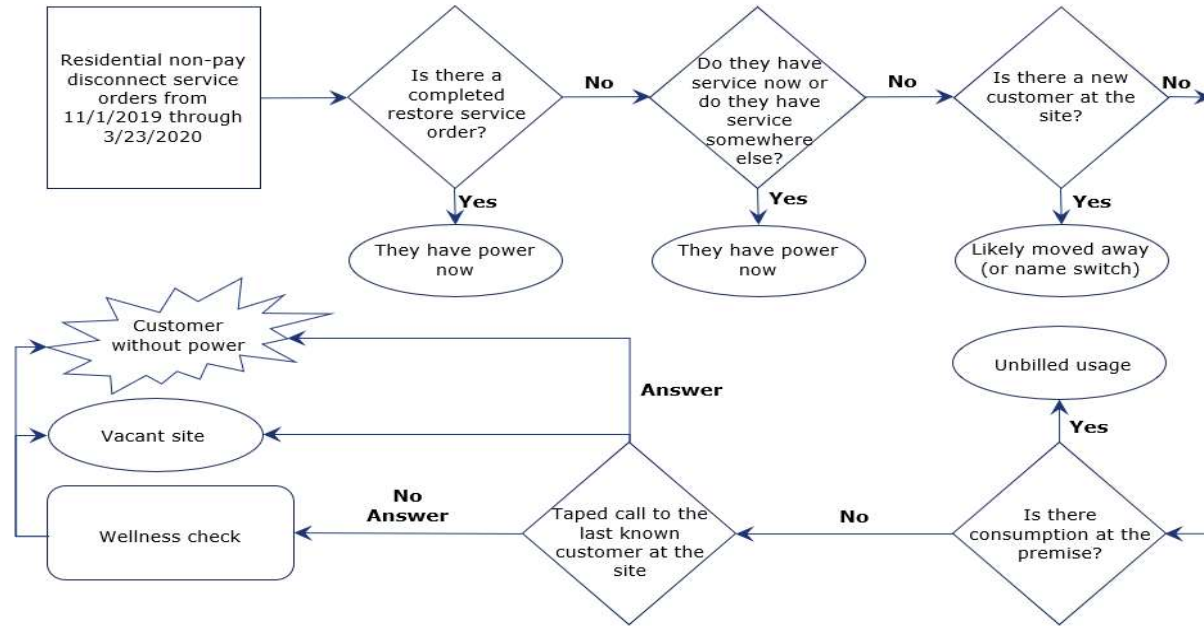 Residential non-pay
disconnect service
orders from
11/1/2019 through
3/23/2020
Is there a
completed
restore service
order?
No
Do they have
service now or
do they have
service
somewhere
else?
No
Is there a new
customer at the
site?
No
Yes
Yes
Yes
They have power
now
They have power
now
Likely moved away
(or name switch)
Customer
without power
Unbilled usage
Answer
Yes
Vacant site
No
Answer
Wellness check
Taped call to the
last known
customer at the
site
No
Is there
consumption at the
premise?